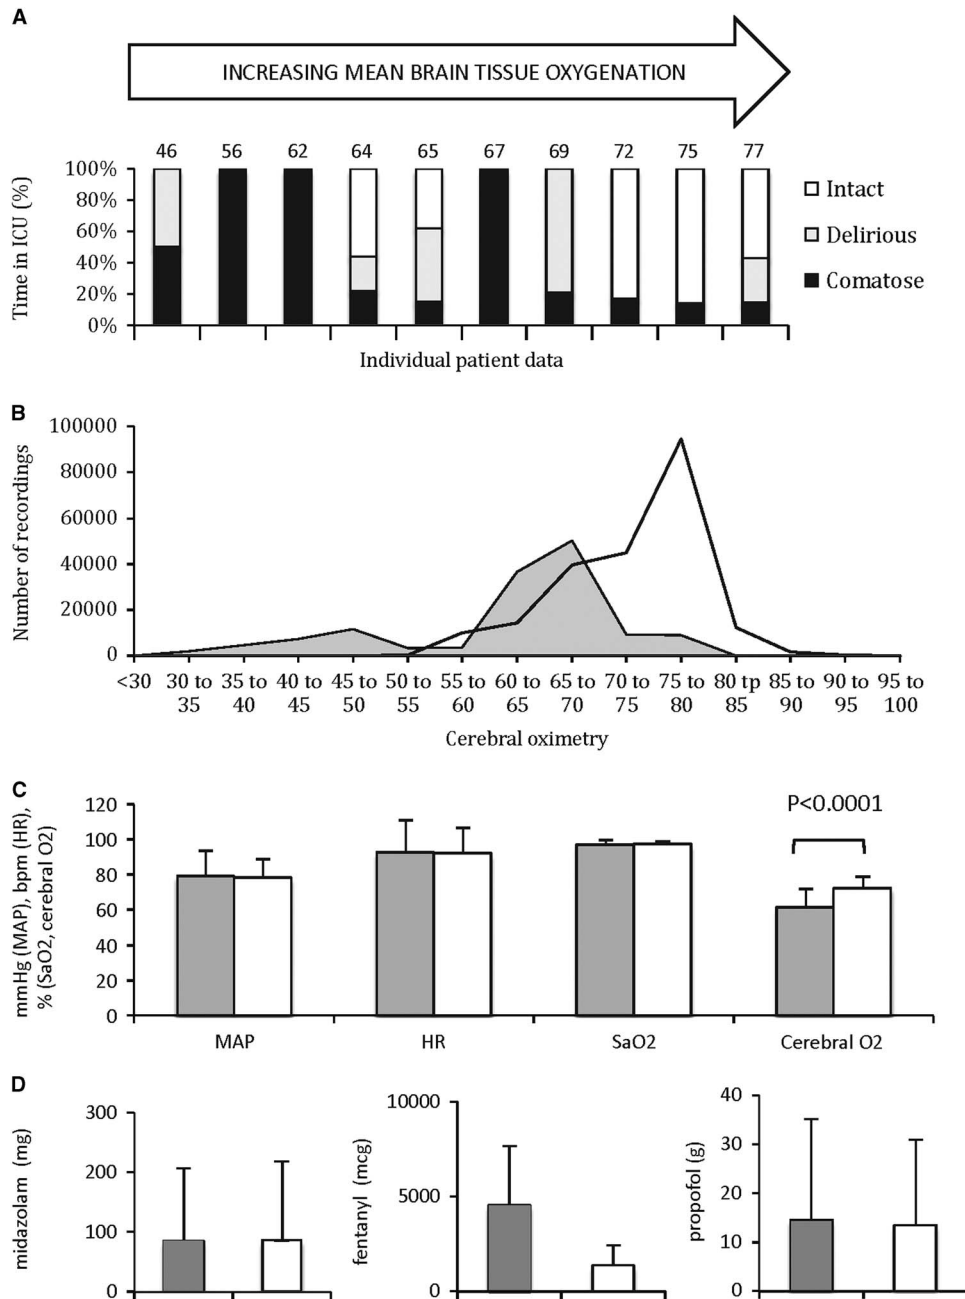 A
INCREASING MEAN BRAIN TISSUE OXYGENATION
46 56 62 64 65 67 69 72 75 77
Time in ICU (%)
100%
80%
60%
40%
20%
0%
Intact
Delirious
Comatose
Individual patient data
B
Number of recordings
100000
80000
60000
40000
20000
0
<30 30 to 35 to 40 to 45 to 50 to 55 to 60 to 65 to 70 to 75 to 80 tp 85 to 90 to 95 to
35 40 45 50 55 60 65 70 75 80 85 90 95 100
Cerebral oximetry
C
mmHg (MAP), bpm (HR),
% (SaO2, cerebral O2)
120
100
80
60
40
20
0
P<0.0001
MAP HR SaO2 Cerebral O2
D
midazolam (mg)
300
200
100
0
fentanyl (mcg)
10000
5000
0
propofol (g)
40
30
20
10
0